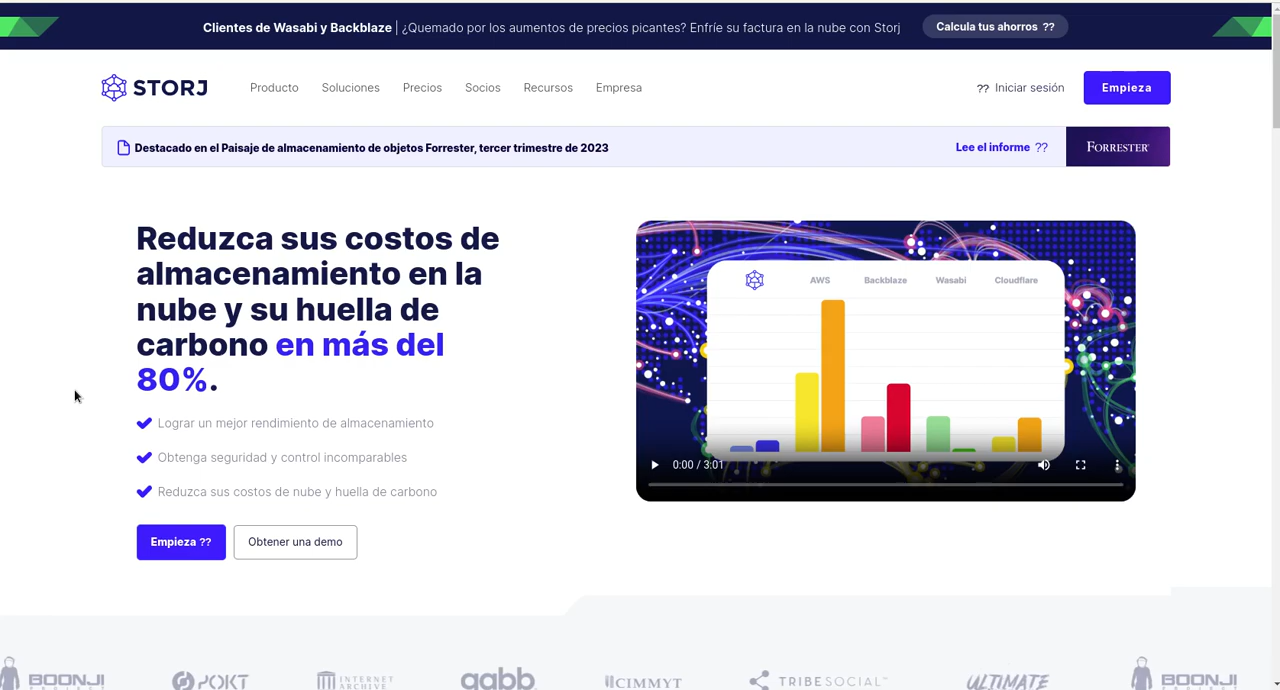 Clientes de Wasabi y Backblaze | ¿Quemado por los aumentos de precios picantes? Enfríe su factura en la nube con Storj Calcula tus ahorros ??
STORJ Producto Soluciones Precios Socios Recursos Empresa ?? Iniciar sesión Empieza
Destacado en el Paisaje de almacenamiento de objetos Forrester, tercer trimestre de 2023 Lee el informe ?? FORRESTER
Reduzca sus costos de
almacenamiento en la
nube y su huella de
carbono en más del
80%.
Lograr un mejor rendimiento de almacenamiento
Obtenga seguridad y control incomparables
Reduzca sus costos de nube y huella de carbono
Empieza ?? Obtener una demo
AWS Backblaze Wasabi Cloudflare
0:00 / 3:01
BOONJI PROJECT POKT INTERNET ARCHIVE gabb CIMMYT TRIBESOCIAL ULTIMATE BOONJI